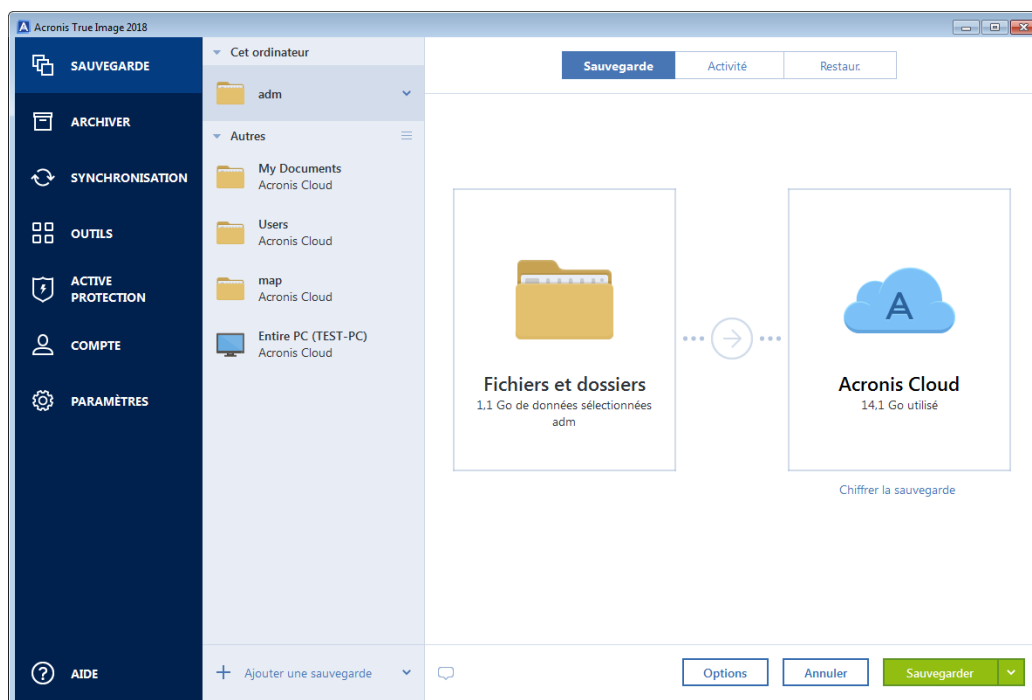 Acronis True Image 2018
SAUVEGARDE
ARCHIVER
SYNCHRONISATION
OUTILS
ACTIVE
PROTECTION
COMPTE
PARAMÈTRES
AIDE
Cet ordinateur
adm
Autres
My Documents
Acronis Cloud
Users
Acronis Cloud
map
Acronis Cloud
Entire PC (TEST-PC)
Acronis Cloud
Ajouter une sauvegarde
Sauvegarde
Activité
Restaur.
Fichiers et dossiers
1,1 Go de données sélectionnées
adm
Acronis Cloud
14,1 Go utilisé
Chiffrer la sauvegarde
Options
Annuler
Sauvegarder